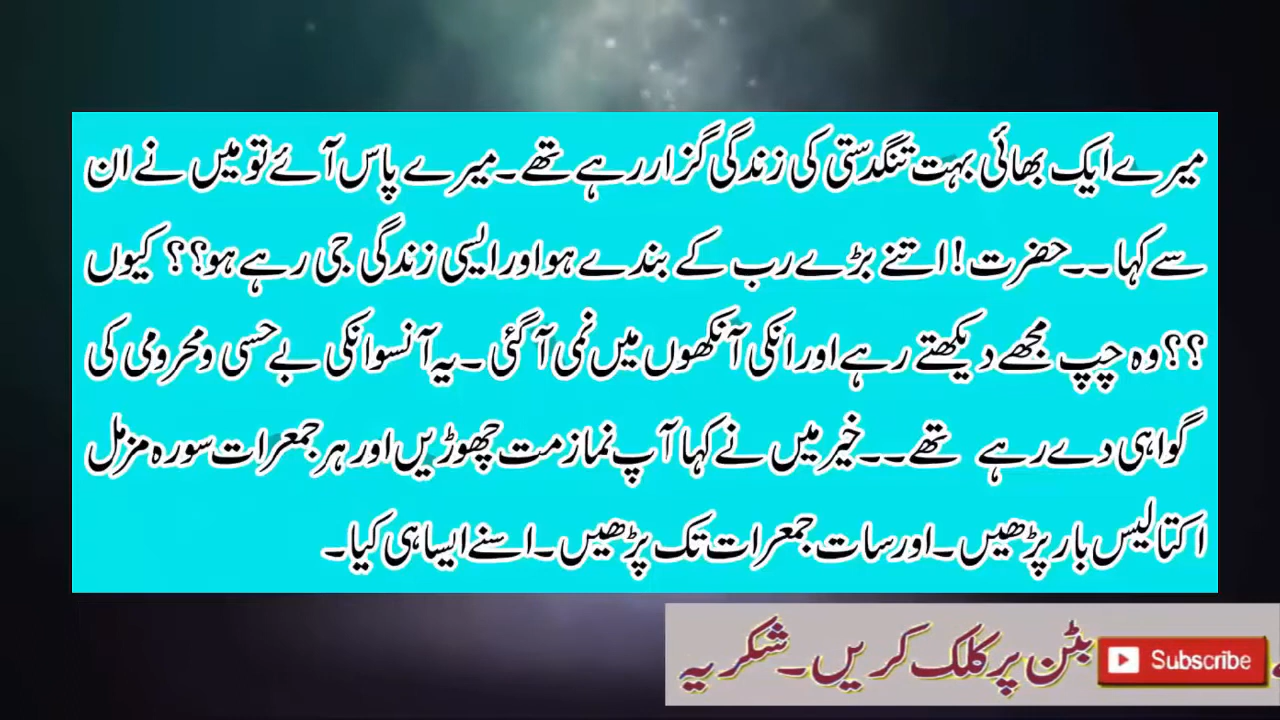 میرے ایک بھائی بہت تنگدستی کی زندگی گزار رہے تھے۔ میرے پاس آئے تو میں نے ان
سے کہا۔۔ حضرت! اتنے بڑے رب کے بندے ہو اور ایسی زندگی جی رہے ہو؟؟ کیوں
؟؟ وہ چپ مجھے دیکھتے رہے اور انکی آنکھوں میں نمی آ گئی۔ یہ آنسو انکی بے حسی و محرومی کی
گواہی دے رہے تھے۔۔۔ خیر میں نے کہا آپ نماز مت چھوڑیں اور ہر جمعرات سورہ مزمل
اکتالیس بار پڑھیں۔ اور سات جمعرات تک پڑھیں۔ اسنے ایسا ہی کیا۔
Subscribe بٹن پر کلک کریں۔ شکریہ